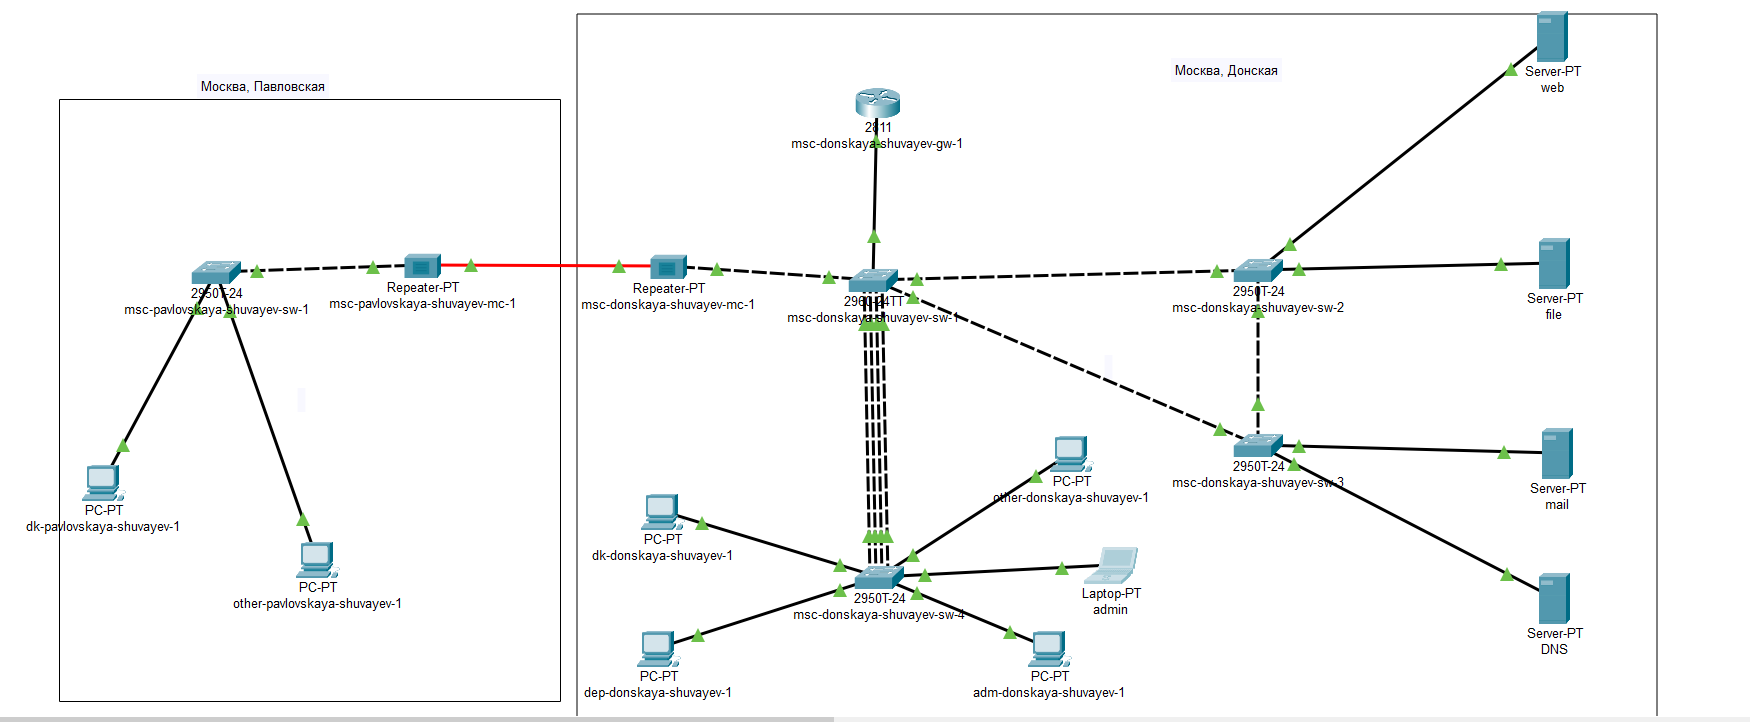 Москва, Павловская
Москва, Донская
Server-PT
web
2811
msc-donskaya-shuvayev-gw-1
2950T-24
msc-pavlovskaya-shuvayev-sw-1
Repeater-PT
msc-pavlovskaya-shuvayev-mc-1
Repeater-PT
msc-donskaya-shuvayev-mc-1
2960-24TT
msc-donskaya-shuvayev-sw-1
2950T-24
msc-donskaya-shuvayev-sw-2
Server-PT
file
2950T-24
msc-donskaya-shuvayev-sw-3
Server-PT
mail
PC-PT
dk-pavlovskaya-shuvayev-1
PC-PT
other-pavlovskaya-shuvayev-1
PC-PT
other-donskaya-shuvayev-1
PC-PT
dk-donskaya-shuvayev-1
2950T-24
msc-donskaya-shuvayev-sw-4
Laptop-PT
admin
Server-PT
DNS
PC-PT
dep-donskaya-shuvayev-1
PC-PT
adm-donskaya-shuvayev-1